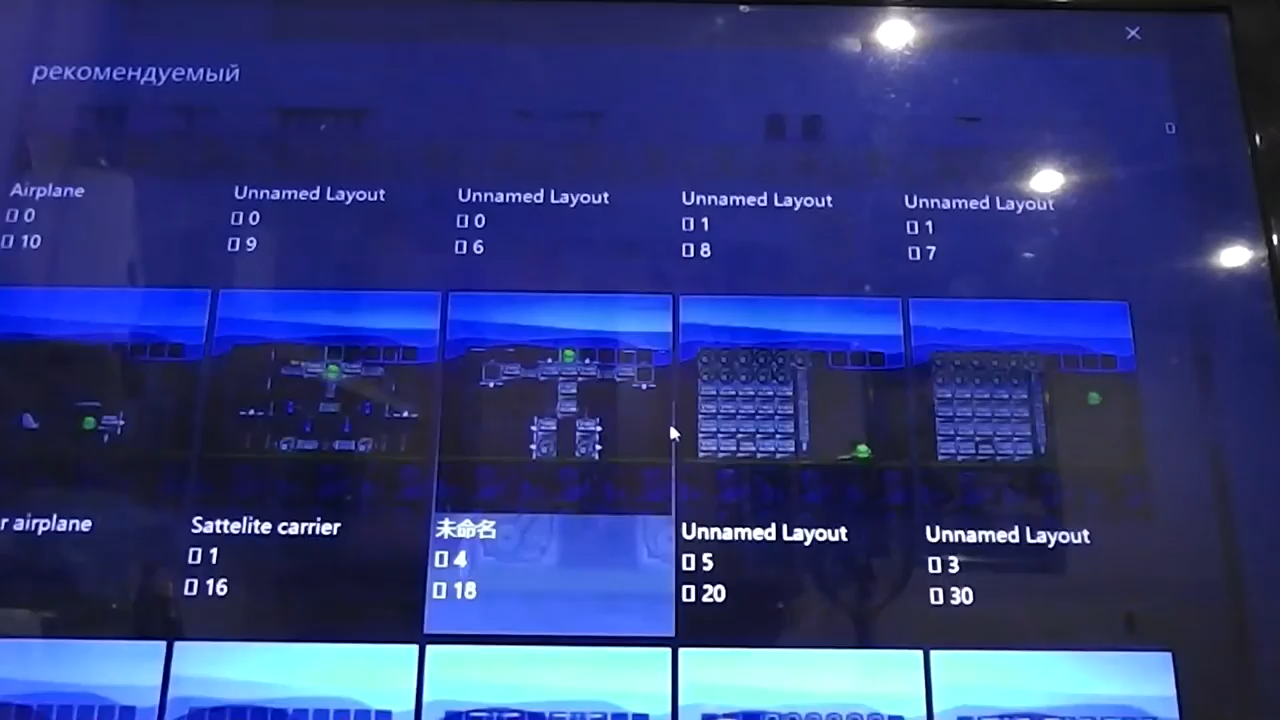 рекомендуемый
Airplane
0
10
Unnamed Layout
0
9
Unnamed Layout
0
6
Unnamed Layout
1
8
Unnamed Layout
1
7
r airplane
Sattelite carrier
1
16
未命名
4
18
Unnamed Layout
5
20
Unnamed Layout
3
30